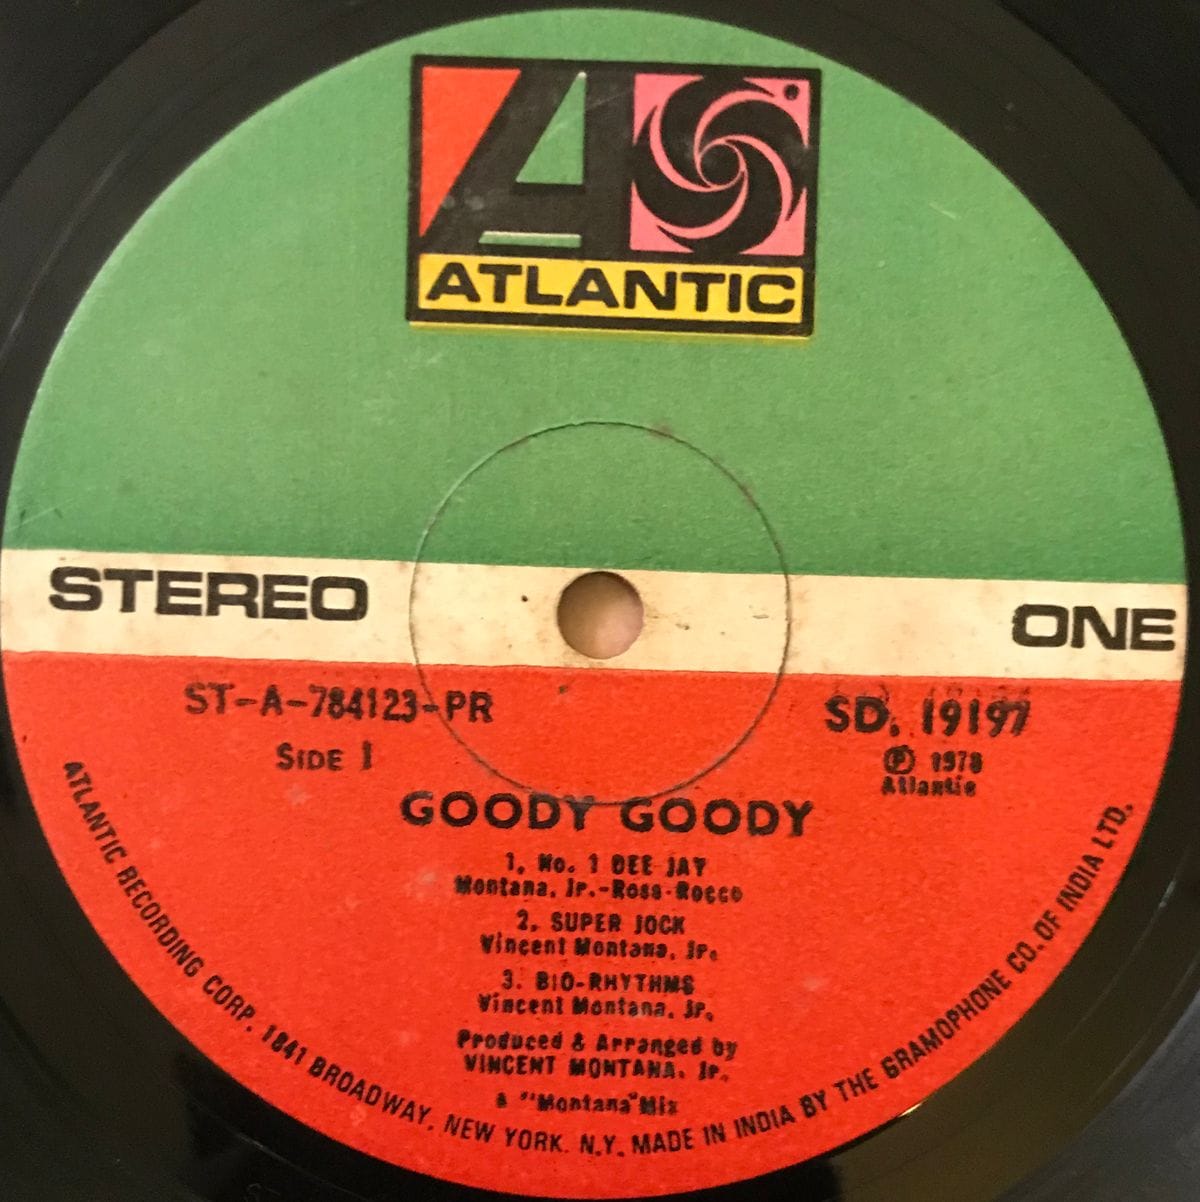 ATLANTIC
STEREO
ONE
ST-A-784123-PR
SD. 19197
SIDE 1
℗ 1978
Atlantic
GOODY GOODY
1. No. 1 DEE JAY
Montana, Jr.-Ross-Rocco
2. SUPER JOCK
Vincent Montana, Jr.
3. BIO-RHYTHMS
Vincent Montana, Jr.
Produced & Arranged by
VINCENT MONTANA, Jr.
"Montana" Mix
ATLANTIC RECORDING CORP. 1841 BROADWAY, NEW YORK. N.Y. MADE IN INDIA BY THE GRAMOPHONE CO. OF INDIA LTD.